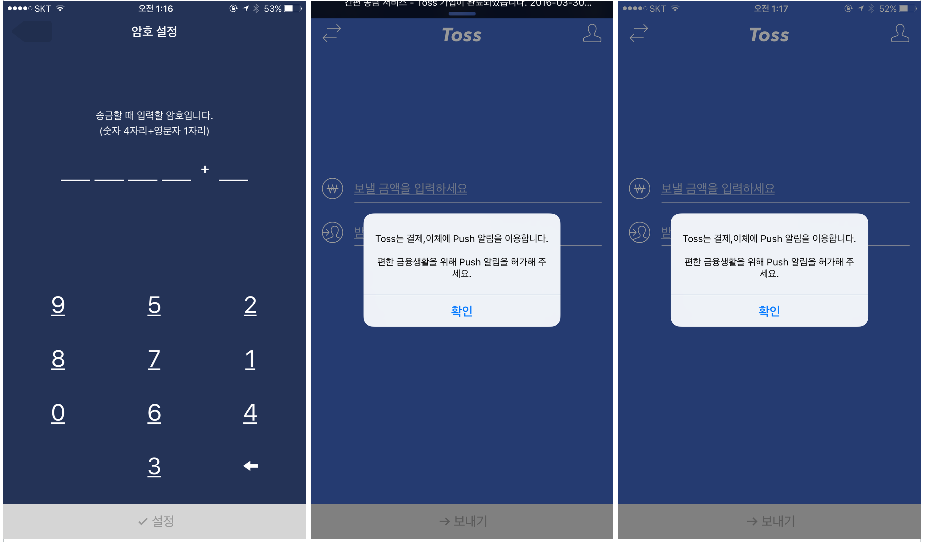 SKT 오전 1:16 53%
암호 설정
송금할 때 입력할 암호입니다.
(숫자 4자리+영문자 1자리)
+
9 5 2
8 7 1
0 6 4
3
설정
간편 송금 서비스 - Toss 가입이 완료되었습니다. 2016-03-30...
Toss
보낼 금액을 입력하세요
Toss는 결제,이체에 Push 알림을 이용합니다.
편한 금융생활을 위해 Push 알림을 허가해 주
세요.
확인
보내기
SKT 오전 1:17 52%
Toss
보낼 금액을 입력하세요
Toss는 결제,이체에 Push 알림을 이용합니다.
편한 금융생활을 위해 Push 알림을 허가해 주
세요.
확인
보내기